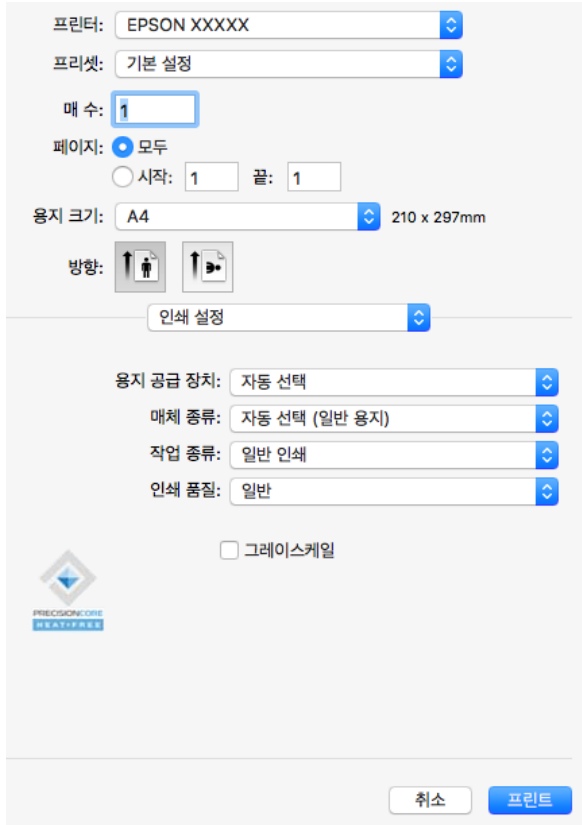 프린터: EPSON XXXXX
프리셋: 기본 설정
매 수: 1
페이지: 모두
시작: 1 끝: 1
용지 크기: A4 210 x 297mm
방향:
인쇄 설정
용지 공급 장치: 자동 선택
매체 종류: 자동 선택 (일반 용지)
작업 종류: 일반 인쇄
인쇄 품질: 일반
그레이스케일
PRECISIONCORE
HEAT-FREE
취소 프린트